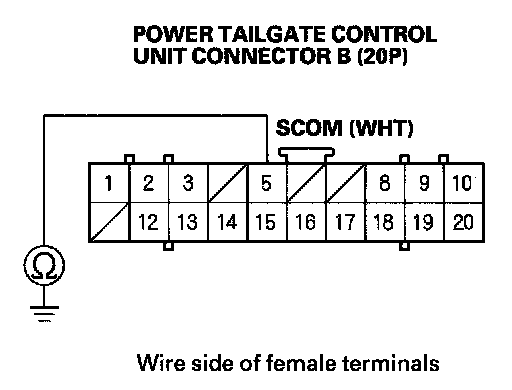 POWER TAILGATE CONTROL
UNIT CONNECTOR B (20P)
SCOM (WHT)
1 2 3 5 8 9 10
12 13 14 15 16 17 18 19 20
Ω
Wire side of female terminals